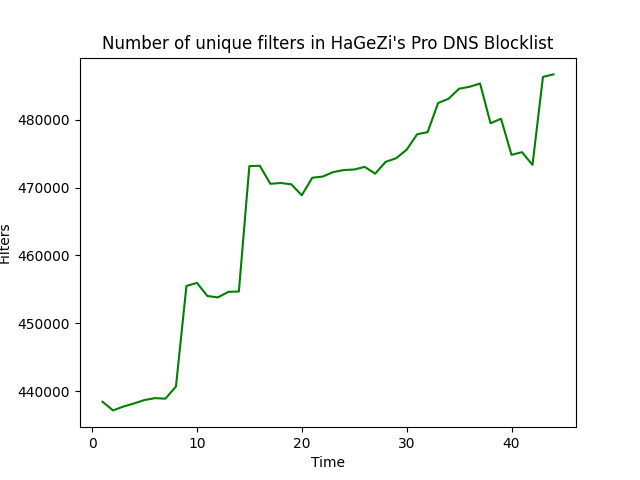 Number of unique filters in HaGeZi's Pro DNS Blocklist
480000
470000
460000
450000
440000
Filters
0 10 20 30 40
Time